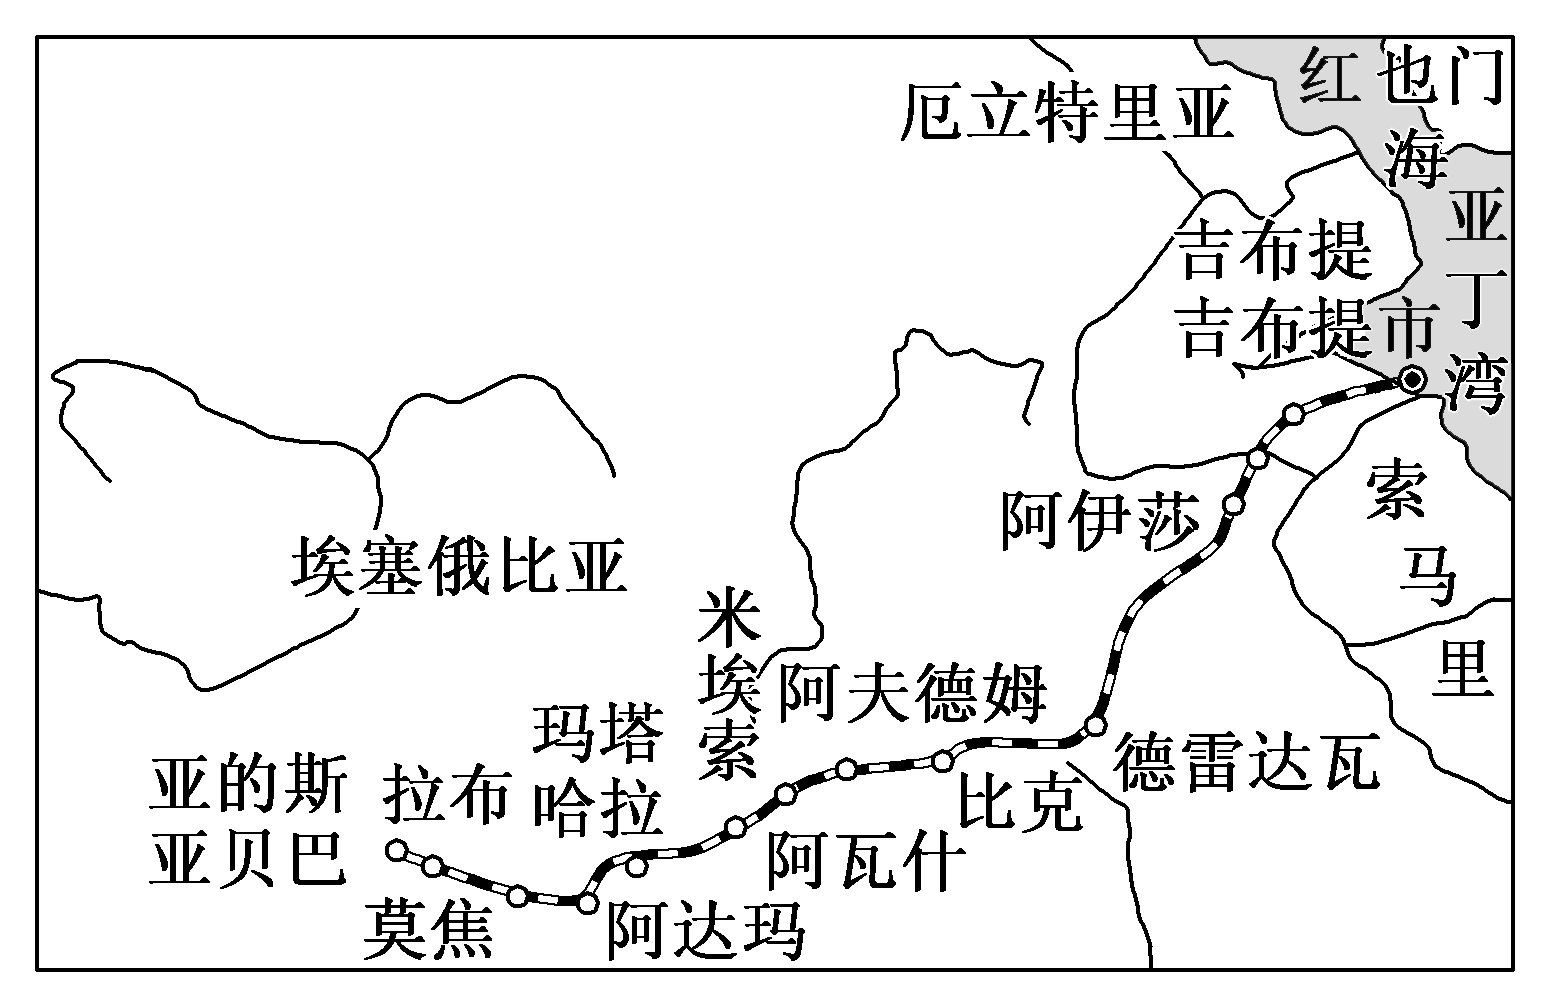 红海
也门
厄立特里亚
亚丁湾
吉布提
吉布提市
索马里
阿伊莎
埃塞俄比亚
米埃索
阿夫德姆
德雷达瓦
比克
玛塔
哈拉
亚的斯
亚贝巴
拉布
阿瓦什
莫焦
阿达玛